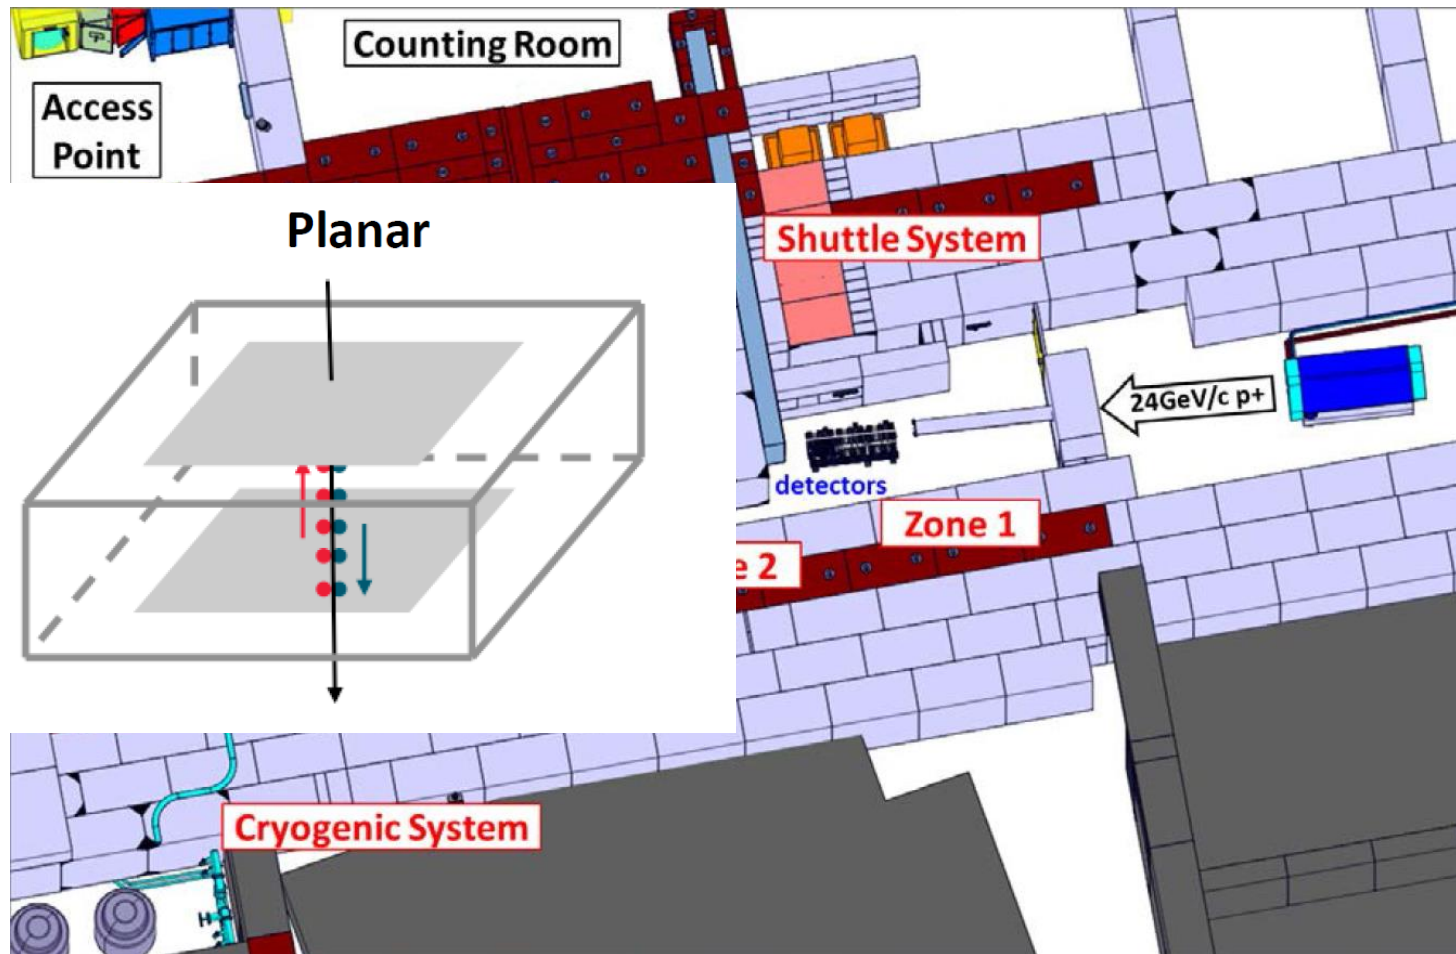 Counting Room
Access
Point
Planar
Shuttle System
24GeV/c p+
detectors
Zone 1
e 2
Cryogenic System